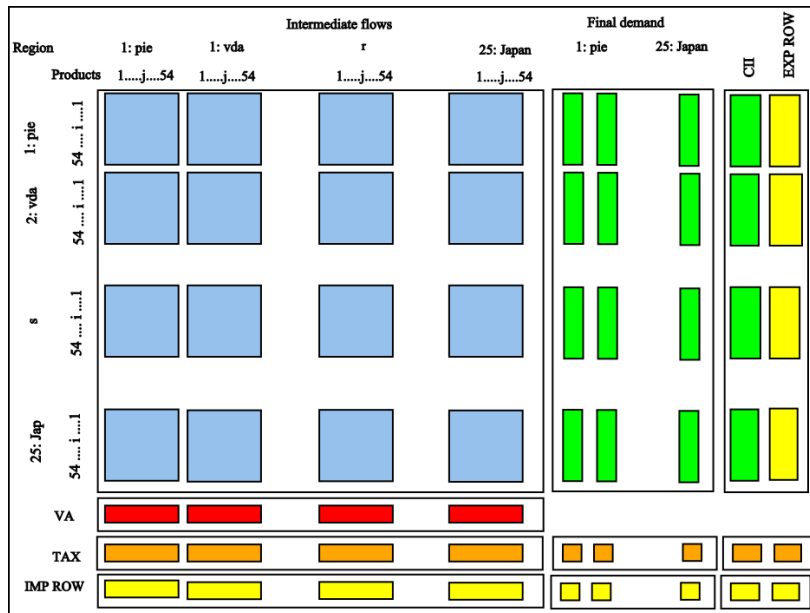 Intermediate flows Final demand
Region 1: pie 1: vda r 25: Japan 1: pie 25: Japan CII EXP ROW
Products 1.....j....54 1.....j....54 1.....j....54 1.....j....54
1: pie 54 .... i ....1
2: vda 54 .... i ....1
s 54 .... i ....1
25: Jap 54 .... i ....1
VA
TAX
IMP ROW